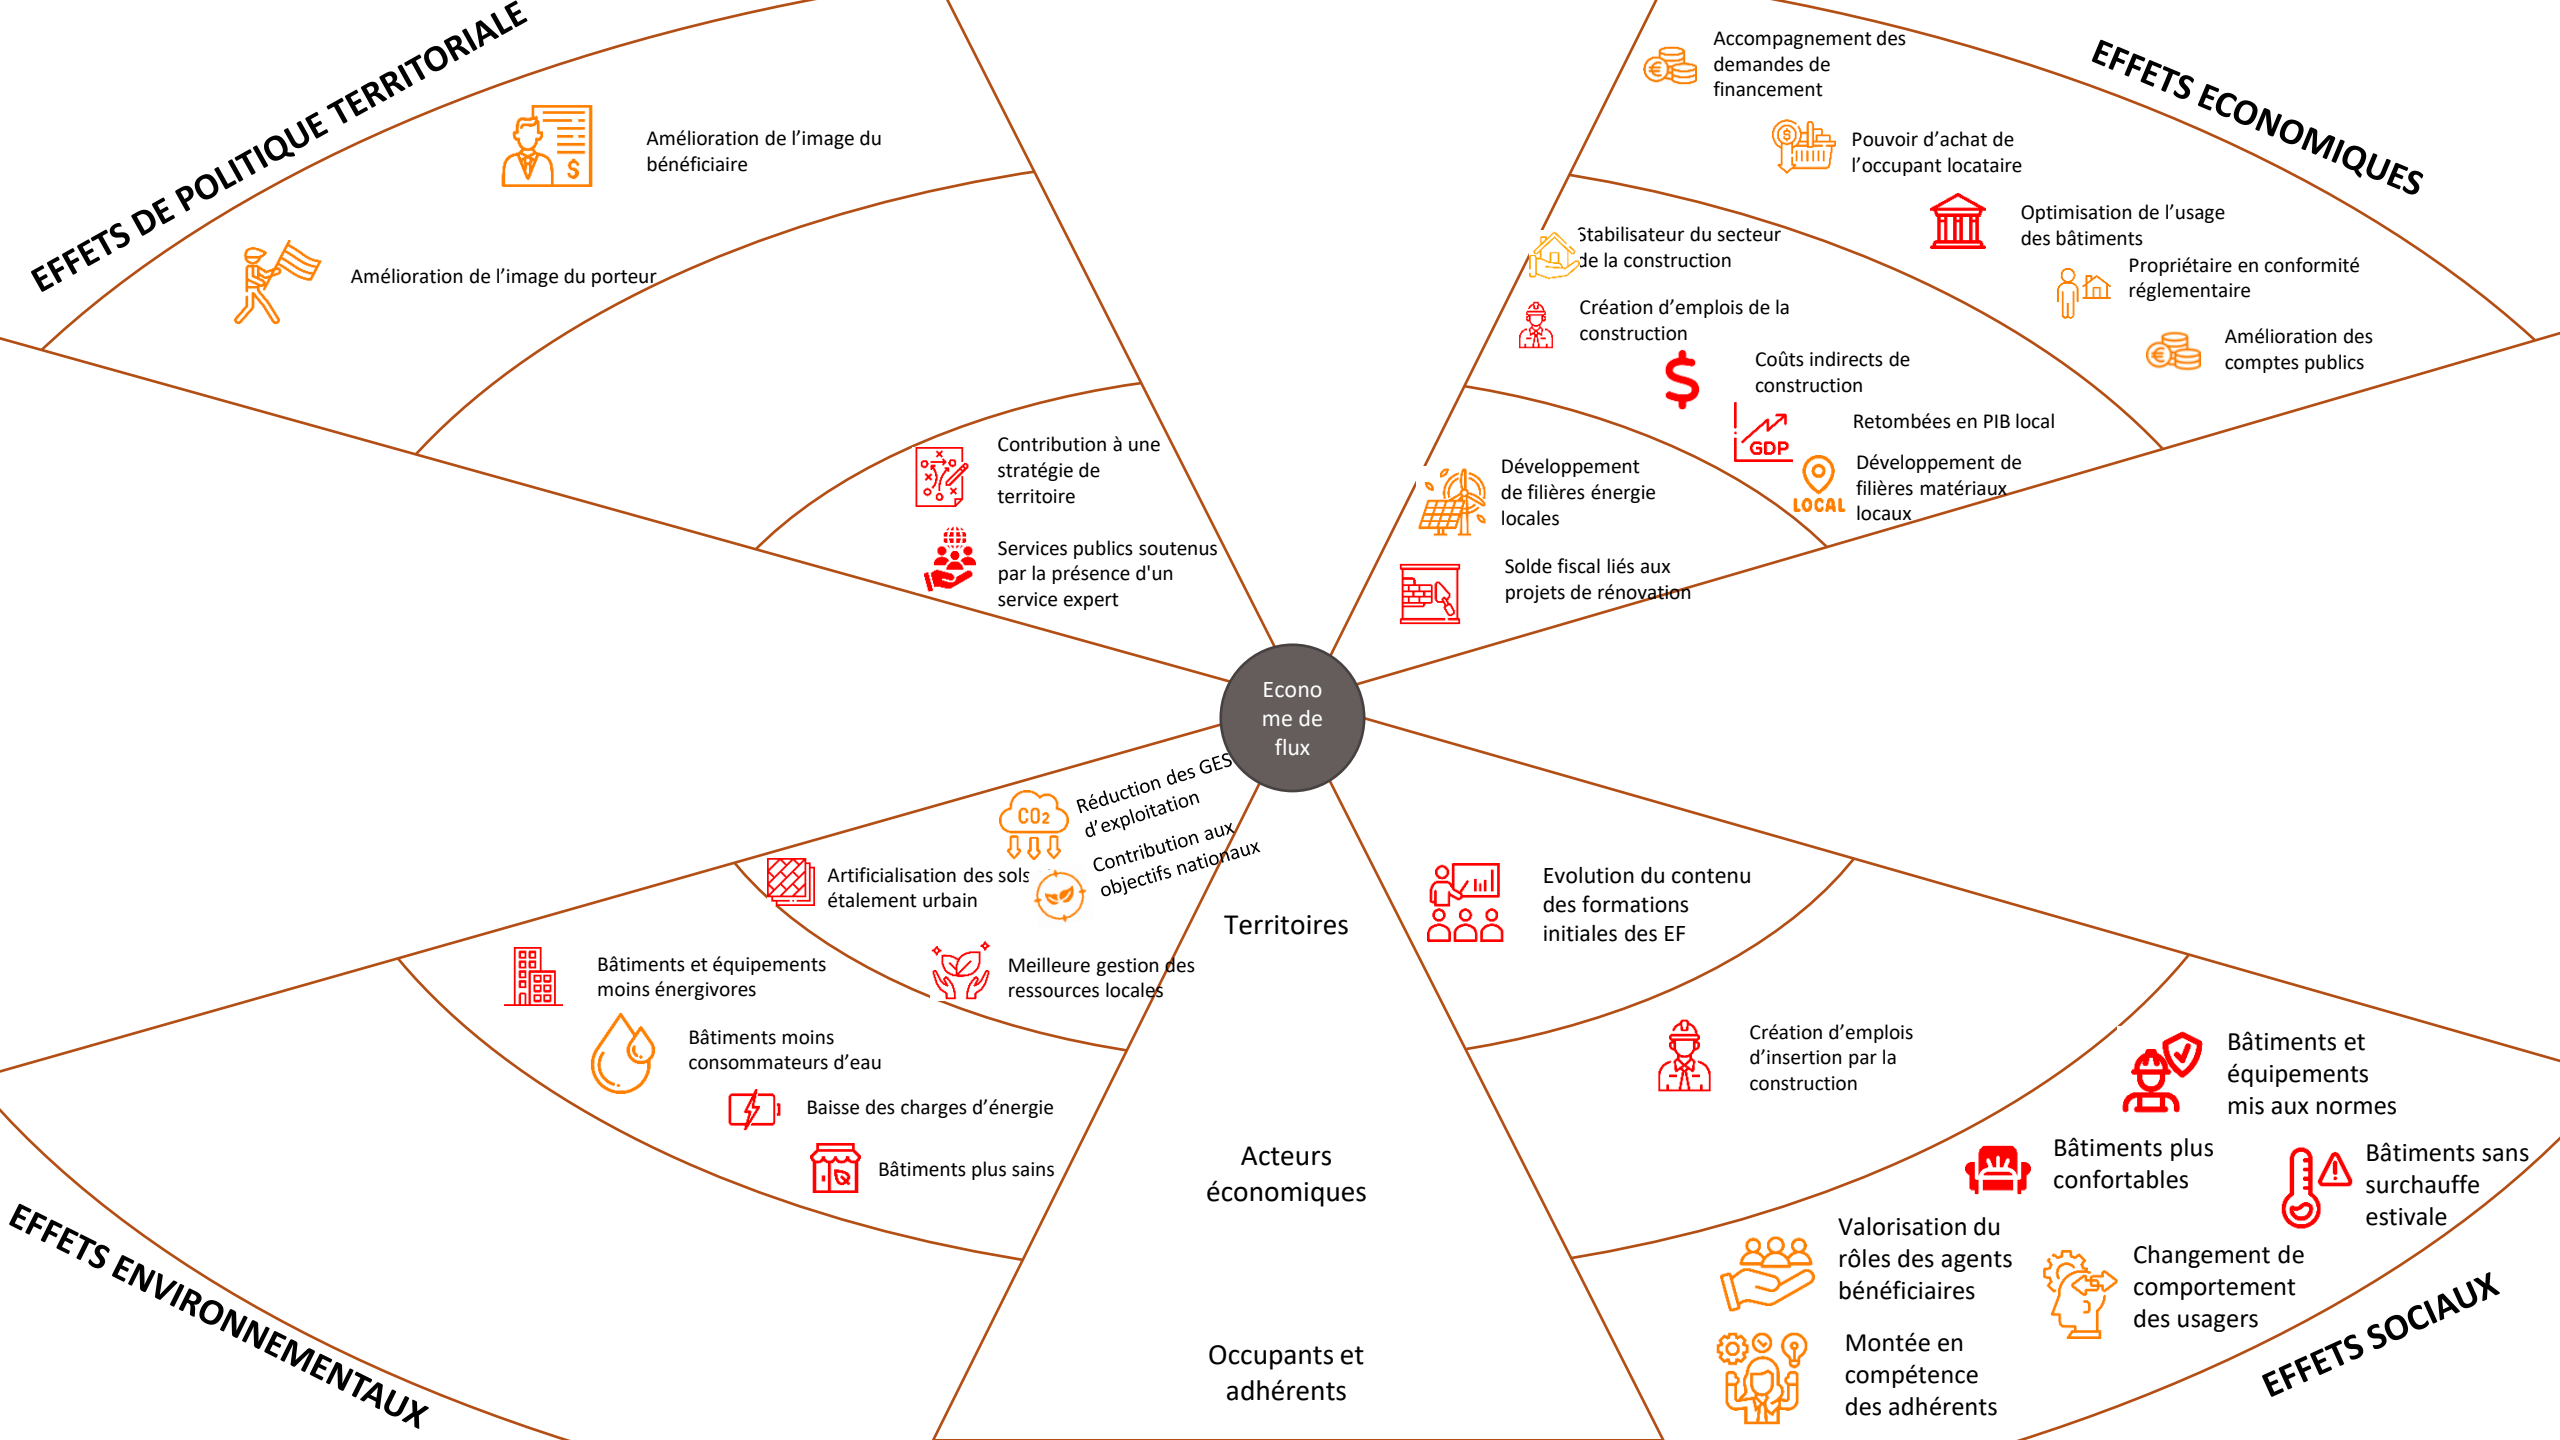 EFFETS DE POLITIQUE TERRITORIALE
Amélioration de l’image du
bénéficiaire
Amélioration de l’image du porteur
Contribution à une
stratégie de
territoire
Services publics soutenus
par la présence d'un
service expert
EFFETS ECONOMIQUES
Accompagnement des
demandes de
financement
Pouvoir d’achat de
l’occupant locataire
Optimisation de l’usage
des bâtiments
Propriétaire en conformité
réglementaire
Amélioration des
comptes publics
Stabilisateur du secteur
de la construction
Création d’emplois de la
construction
Coûts indirects de
construction
GDP
Retombées en PIB local
LOCAL
Développement de
filières matériaux
locaux
Développement
de filières énergie
locales
Solde fiscal liés aux
projets de rénovation
Econo
me de
flux
CO2
Réduction des GES
d’exploitation
Contribution aux
objectifs nationaux
Artificialisation des sols
étalement urbain
Meilleure gestion des
ressources locales
Bâtiments et équipements
moins énergivores
Bâtiments moins
consommateurs d’eau
Baisse des charges d’énergie
Bâtiments plus sains
EFFETS ENVIRONNEMENTAUX
Territoires
Acteurs
économiques
Occupants et
adhérents
Evolution du contenu
des formations
initiales des EF
Création d’emplois
d’insertion par la
construction
Bâtiments et
équipements
mis aux normes
Bâtiments plus
confortables
Bâtiments sans
surchauffe
estivale
Valorisation du
rôles des agents
bénéficiaires
Changement de
comportement
des usagers
Montée en
compétence
des adhérents
EFFETS SOCIAUX